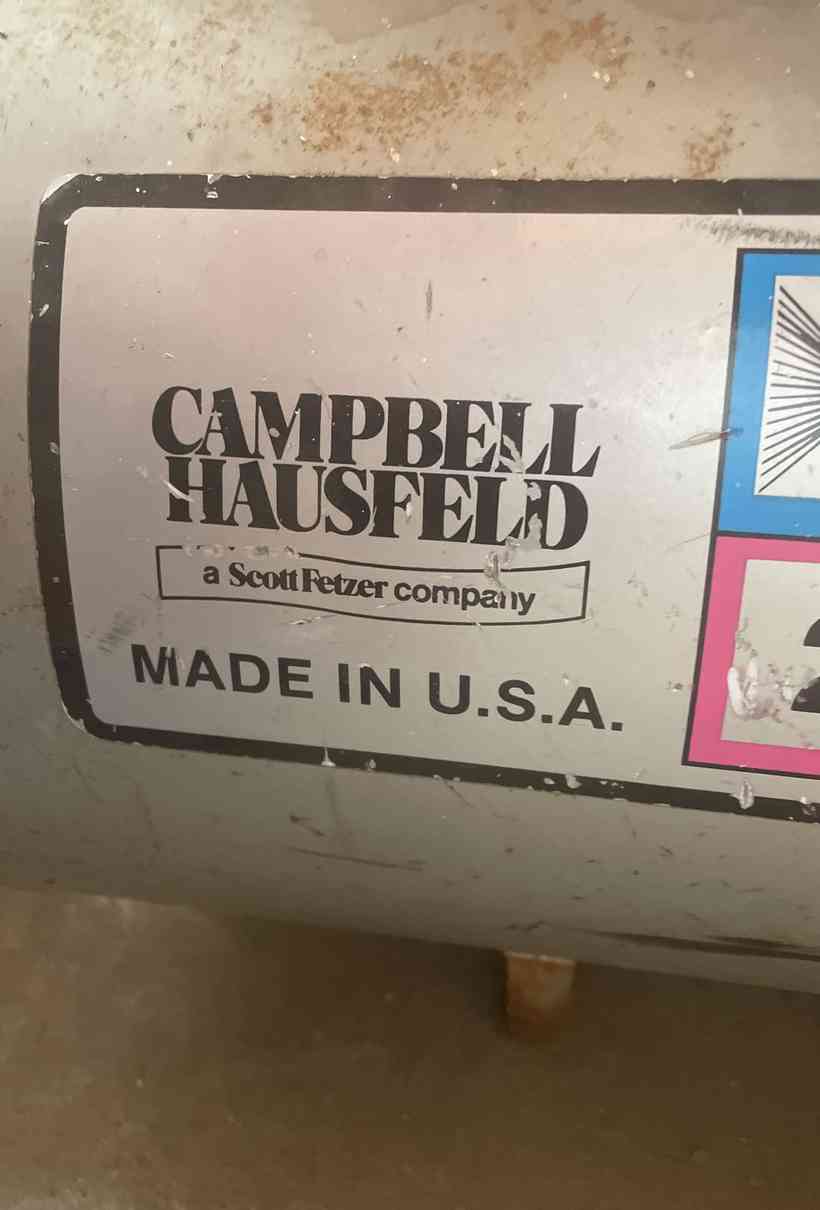 CAMPBELL
HAUSFELD
a Scott Fetzer company
MADE IN U.S.A.